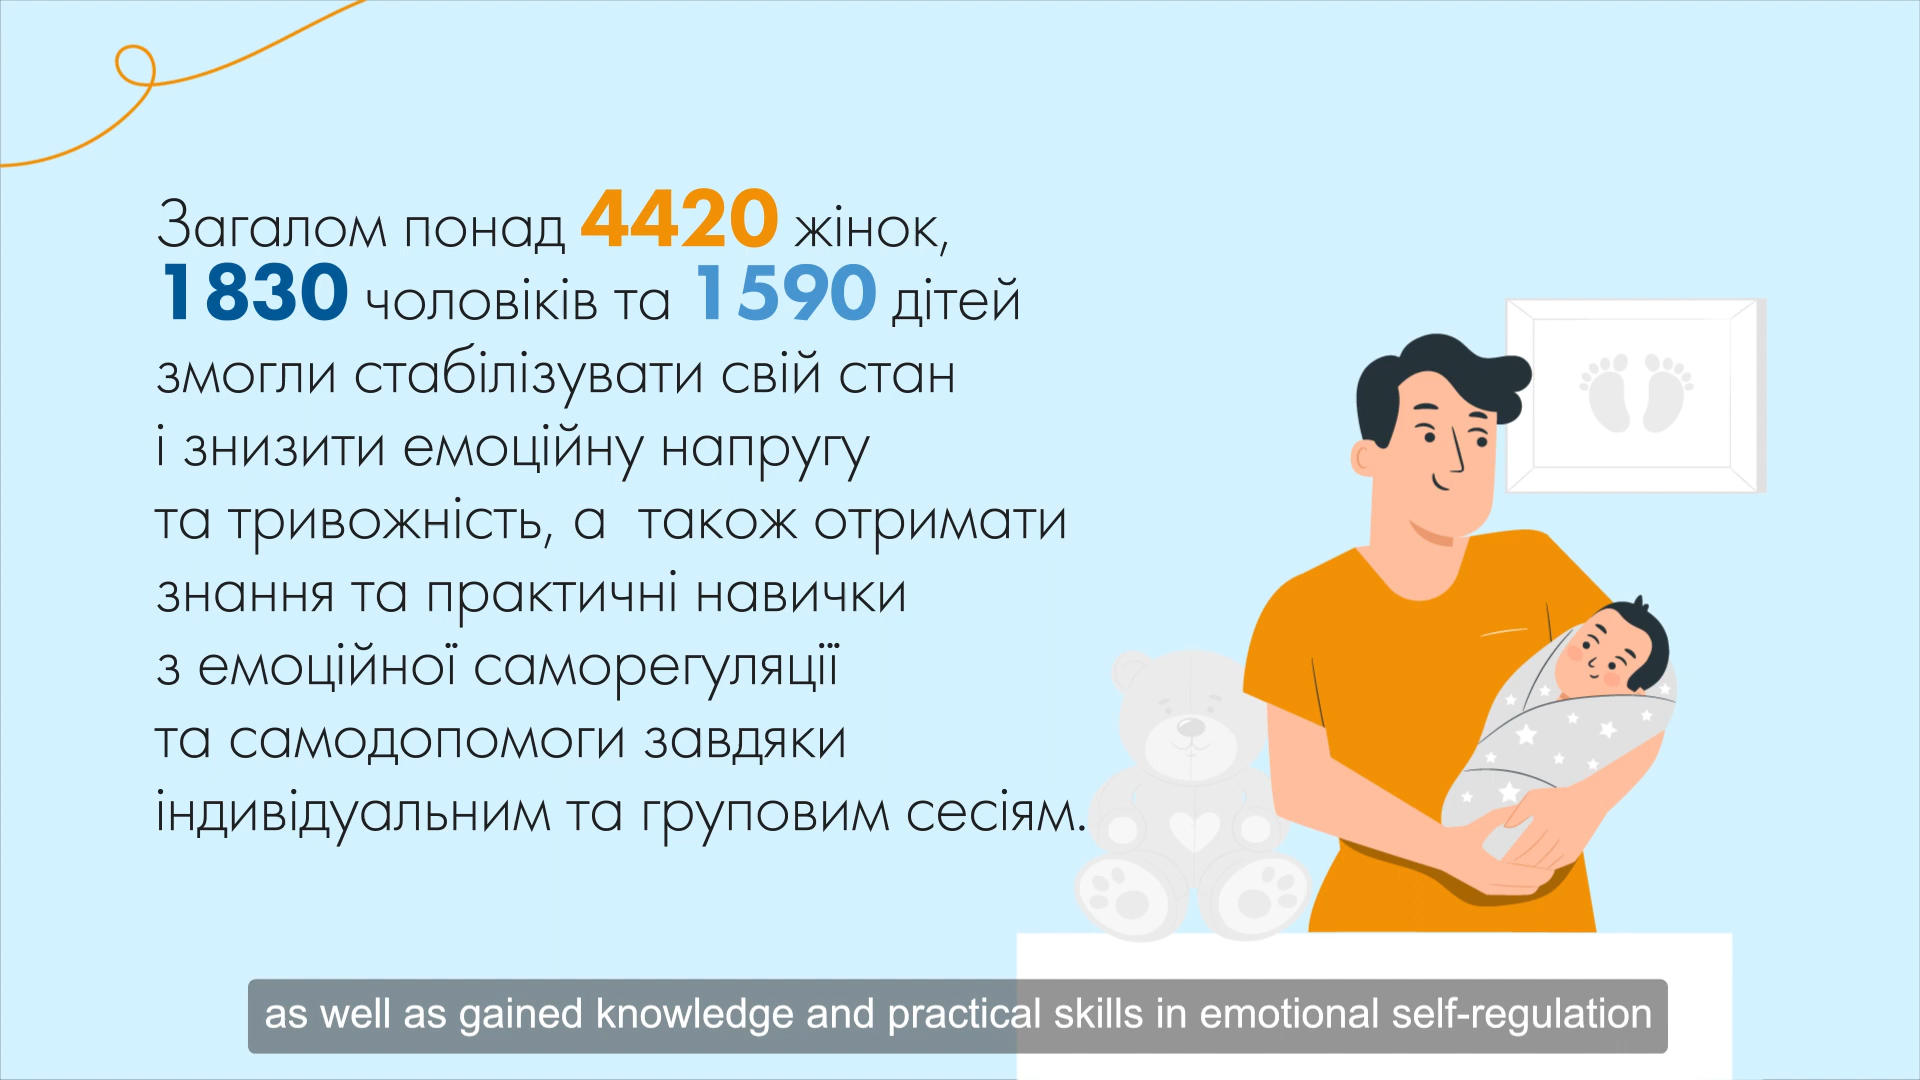 Загалом понад 4420 жінок,
1830 чоловіків та 1590 дітей
змогли стабілізувати свій стан
і знизити емоційну напругу
та тривожність, а також отримати
знання та практичні навички
з емоційної саморегуляції
та самодопомоги завдяки
індивідуальним та груповим сесіям.
as well as gained knowledge and practical skills in emotional self-regulation